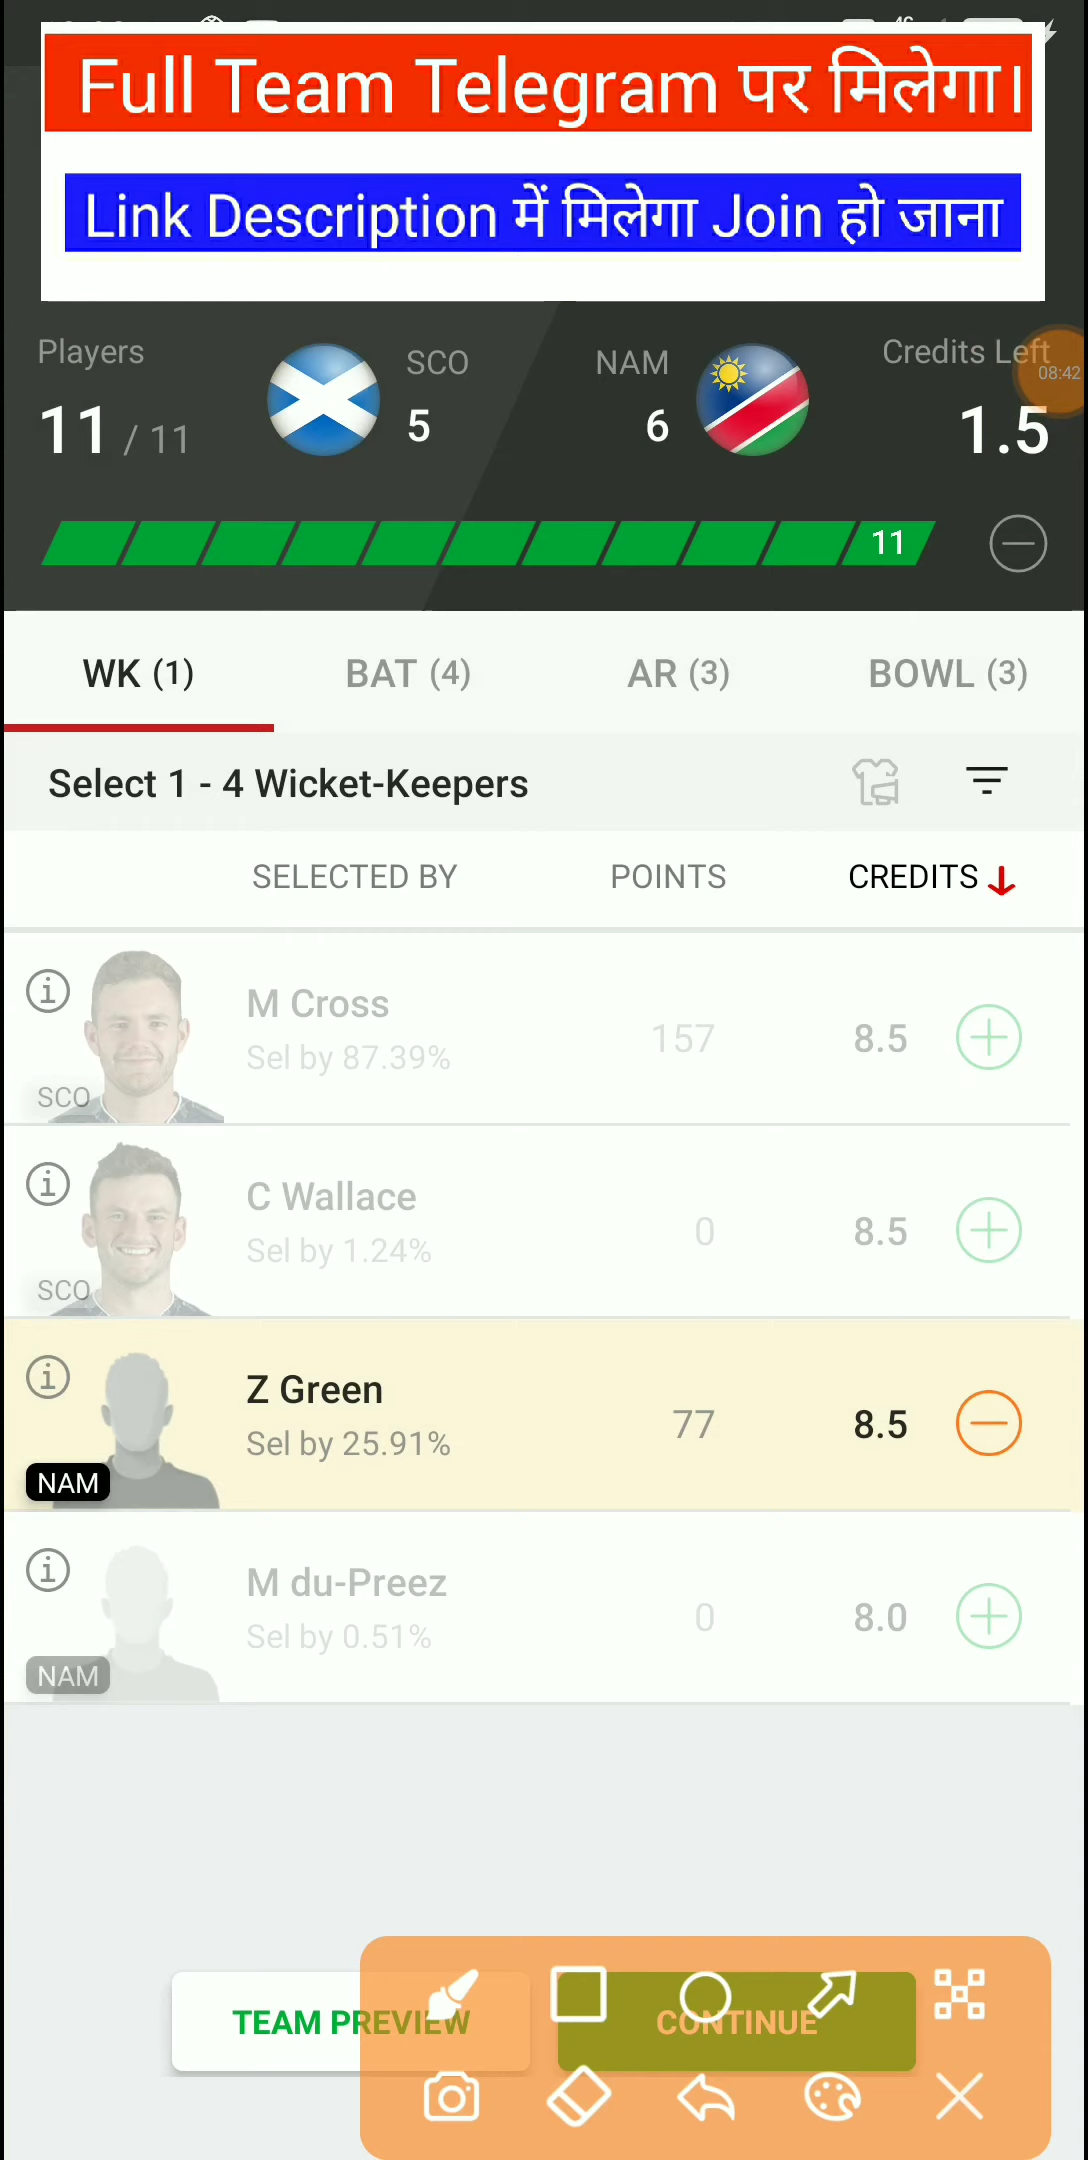 Full Team Telegram पर मिलेगा।
Link Description में मिलेगा Join हो जाना
Players SCO NAM Credits Left
08:42
11 / 11 5 6 1.5
11
WK (1) BAT (4) AR (3) BOWL (3)
Select 1 - 4 Wicket-Keepers
SELECTED BY POINTS CREDITS
M Cross
Sel by 87.39% 157 8.5
SCO
C Wallace
Sel by 1.24% 0 8.5
SCO
Z Green
Sel by 25.91% 77 8.5
NAM
M du-Preez
Sel by 0.51% 0 8.0
NAM
TEAM PREVIEW CONTINUE